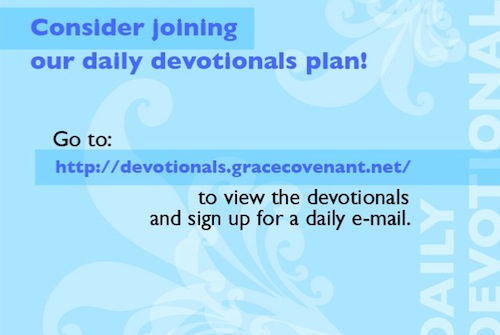 Consider joining
our daily devotionals plan!
Go to:
http://devotionals.gracecovenant.net/
to view the devotionals
and sign up for a daily e-mail.
DAILY
DEVOTIONAL